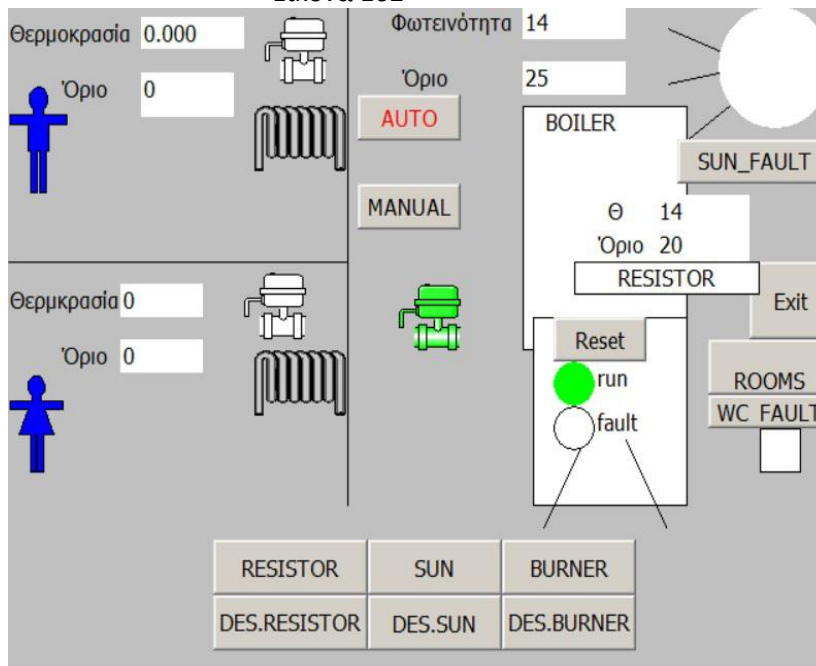 Θερμοκρασία 0.000
Όριο 0
Φωτεινότητα 14
Όριο 25
AUTO
MANUAL
BOILER
SUN_FAULT
Θ 14
Όριο 20
RESISTOR
Exit
Θερμκρασία 0
Όριο 0
Reset
run
fault
ROOMS
WC FAULT
RESISTOR SUN BURNER
DES.RESISTOR DES.SUN DES.BURNER